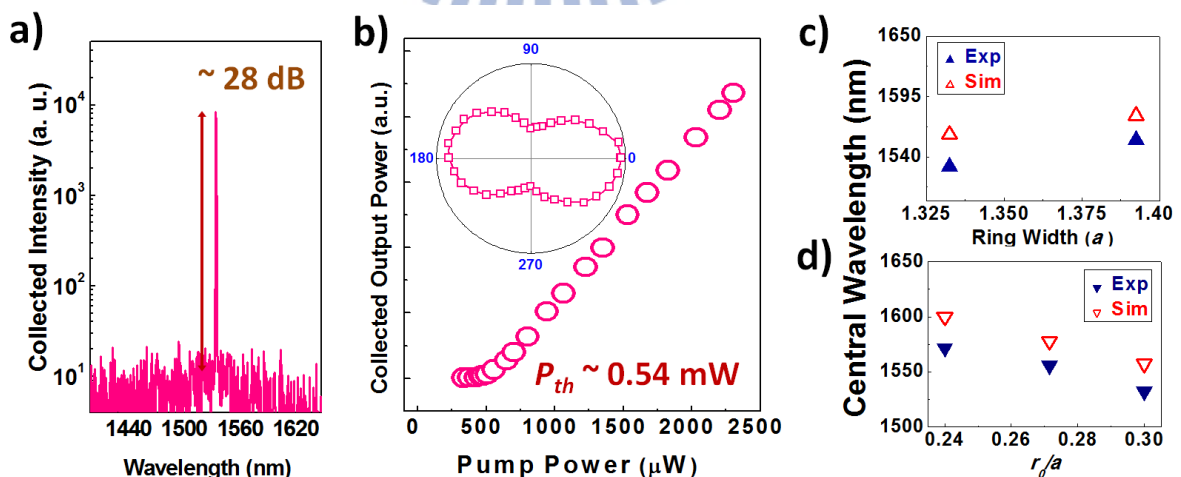 a)
~ 28 dB
10^4
10^3
10^2
10^1
Collected Intensity (a. u.)
1440 1500 1560 1620
Wavelength (nm)
b)
90
180
0
270
Collected Output Power (a.u.)
P_th ~ 0.54 mW
0 500 1000 1500 2000 2500
Pump Power (μW)
c)
Exp
Sim
1650
1595
1540
1.325 1.350 1.375 1.40
Ring Width (a)
Central Wavelength (nm)
d)
Exp
Sim
1650
1600
1550
1500
0.24 0.26 0.28 0.30
r_0/a